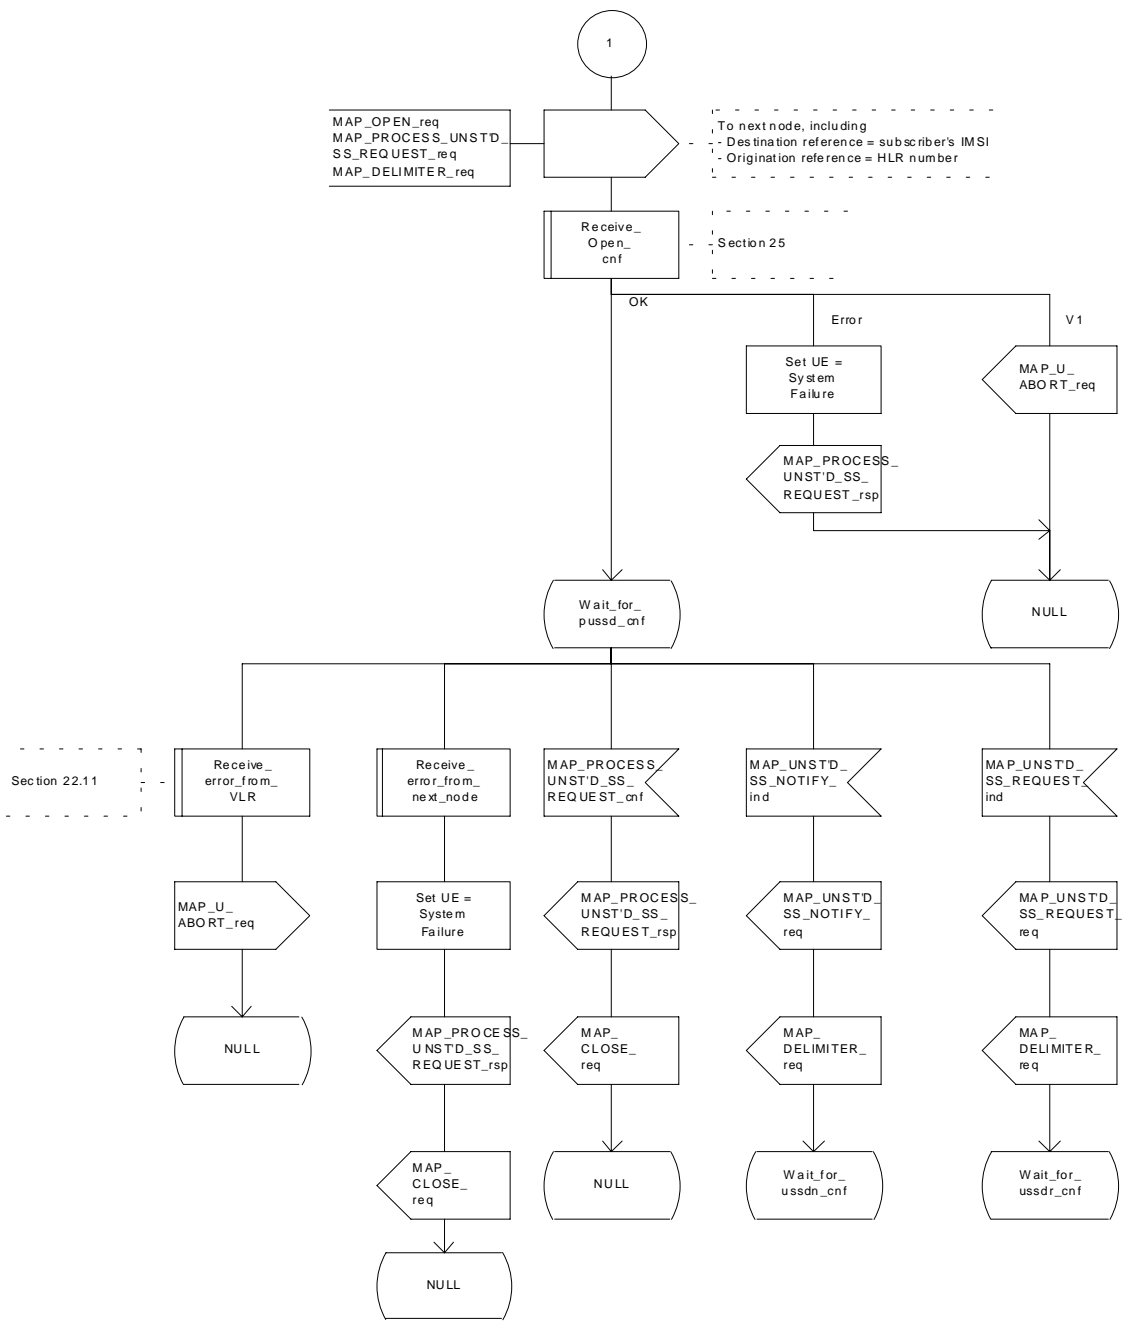 1
MAP_OPEN_req
MAP_PROCESS_UNST'D_
SS_REQUEST_req
MAP_DELIMITER_req
To next node, including
- Destination reference = subscriber's IMSI
- Origination reference = HLR number
Receive_
Open_
cnf
Section 25
OK
Error
V1
Set UE =
System
Failure
MAP_U_
ABORT_req
MAP_PROCESS_
UNST'D_SS_
REQUEST_rsp
Wait_for_
pussd_cnf
NULL
Section 22.11
Receive_
error_from_
VLR
Receive_
error_from_
next_node
MAP_PROCESS_
UNST'D_SS_
REQUEST_cnf
MAP_UNST'D_
SS_NOTIFY_
ind
MAP_UNST'D_
SS_REQUEST_
ind
MAP_U_
ABORT_req
Set UE =
System
Failure
MAP_PROCESS_
UNST'D_SS_
REQUEST_rsp
MAP_UNST'D_
SS_NOTIFY_
req
MAP_UNST'D_
SS_REQUEST_
req
NULL
MAP_PROCESS_
UNST'D_SS_
REQUEST_rsp
MAP_
CLOSE_
req
MAP_
DELIMITER_
req
MAP_
DELIMITER_
req
MAP_
CLOSE_
req
NULL
Wait_for_
ussdn_cnf
Wait_for_
ussdr_cnf
NULL